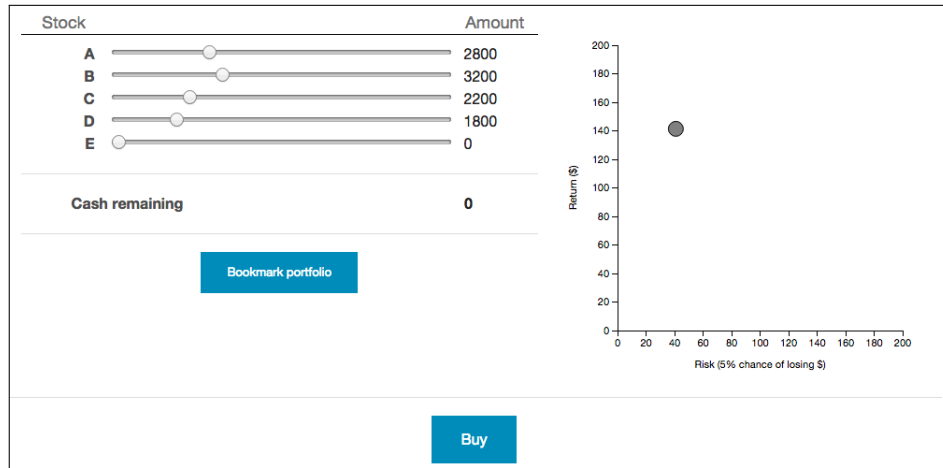 Stock Amount
A 2800
B 3200
C 2200
D 1800
E 0
Cash remaining 0
Bookmark portfolio
200
180
160
140
120
100
80
60
40
20
0
Return ($)
0 20 40 60 80 100 120 140 160 180 200
Risk (5% chance of losing $)
Buy